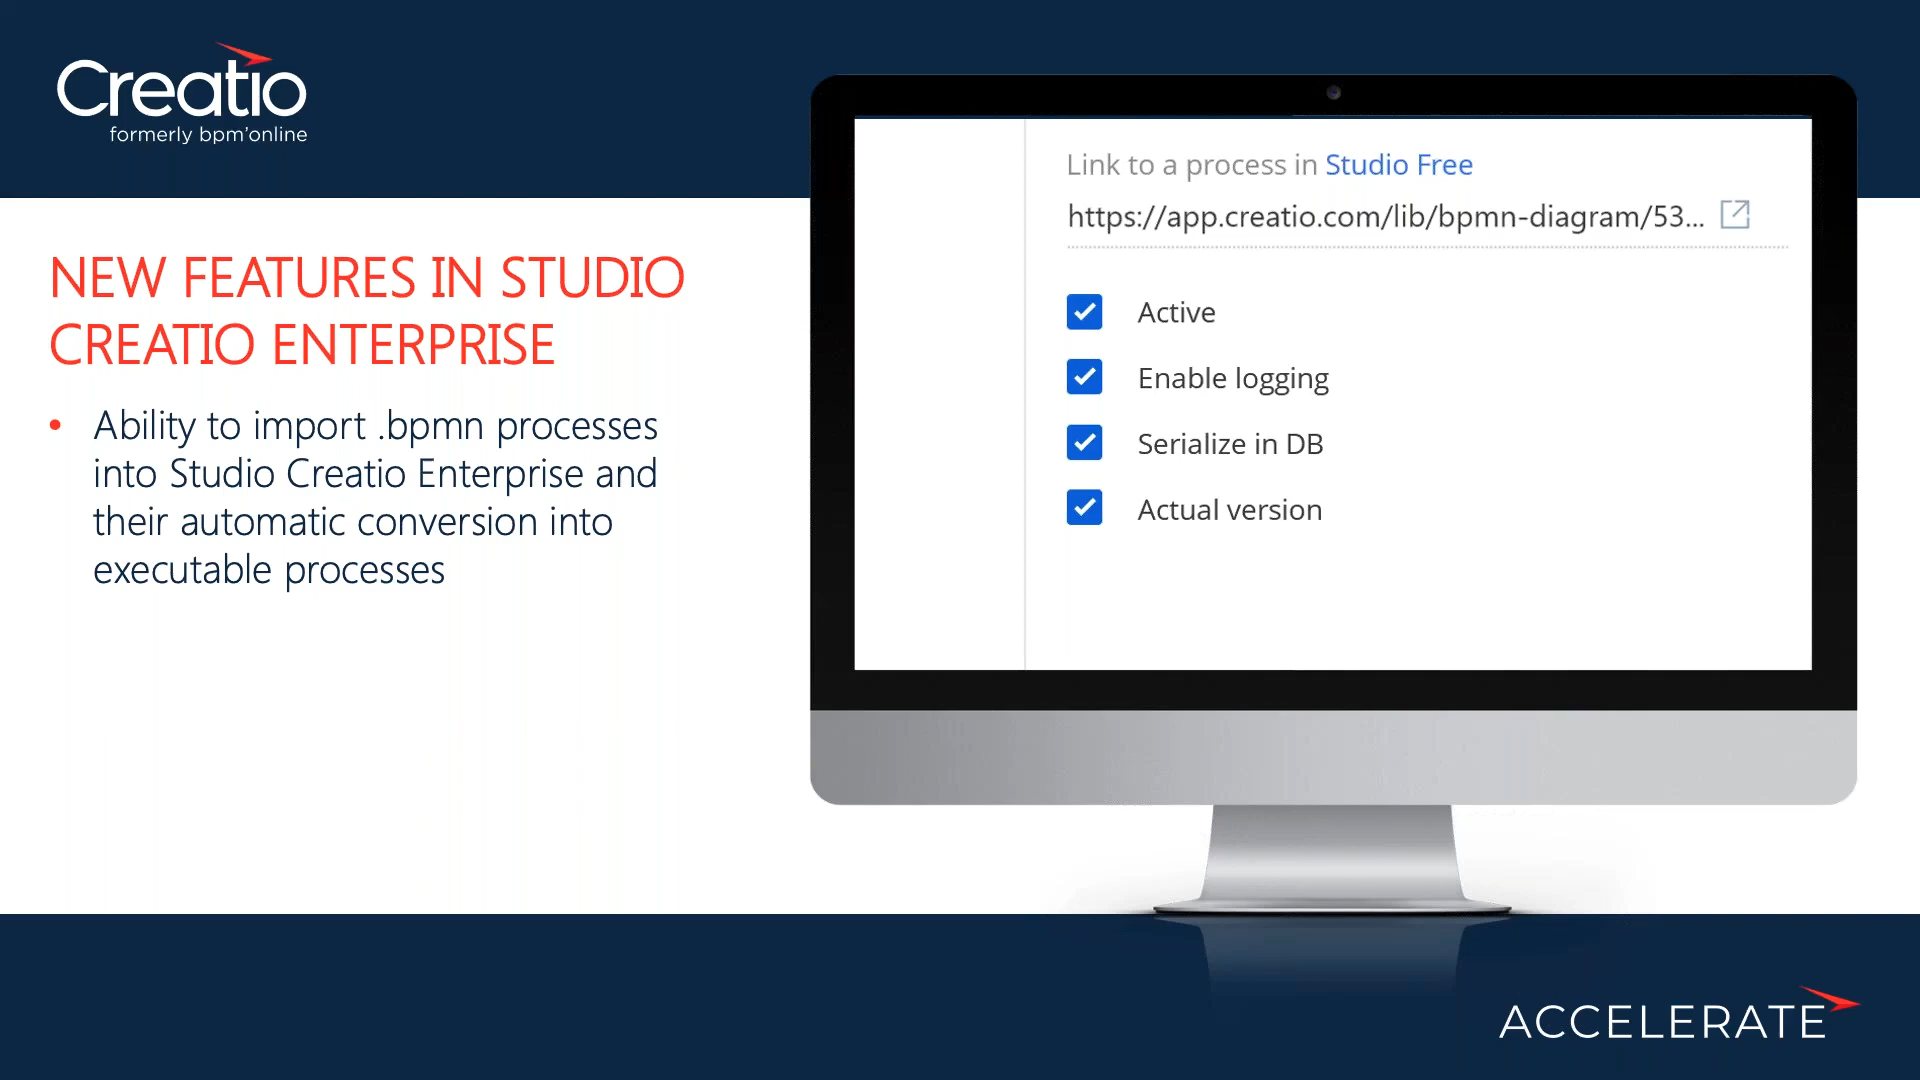 Creatio
formerly bpm'online
NEW FEATURES IN STUDIO
CREATIO ENTERPRISE
• Ability to import .bpmn processes
into Studio Creatio Enterprise and
their automatic conversion into
executable processes
Link to a process in Studio Free
https://app.creatio.com/lib/bpmn-diagram/53...
Active
Enable logging
Serialize in DB
Actual version
ACCELERATE